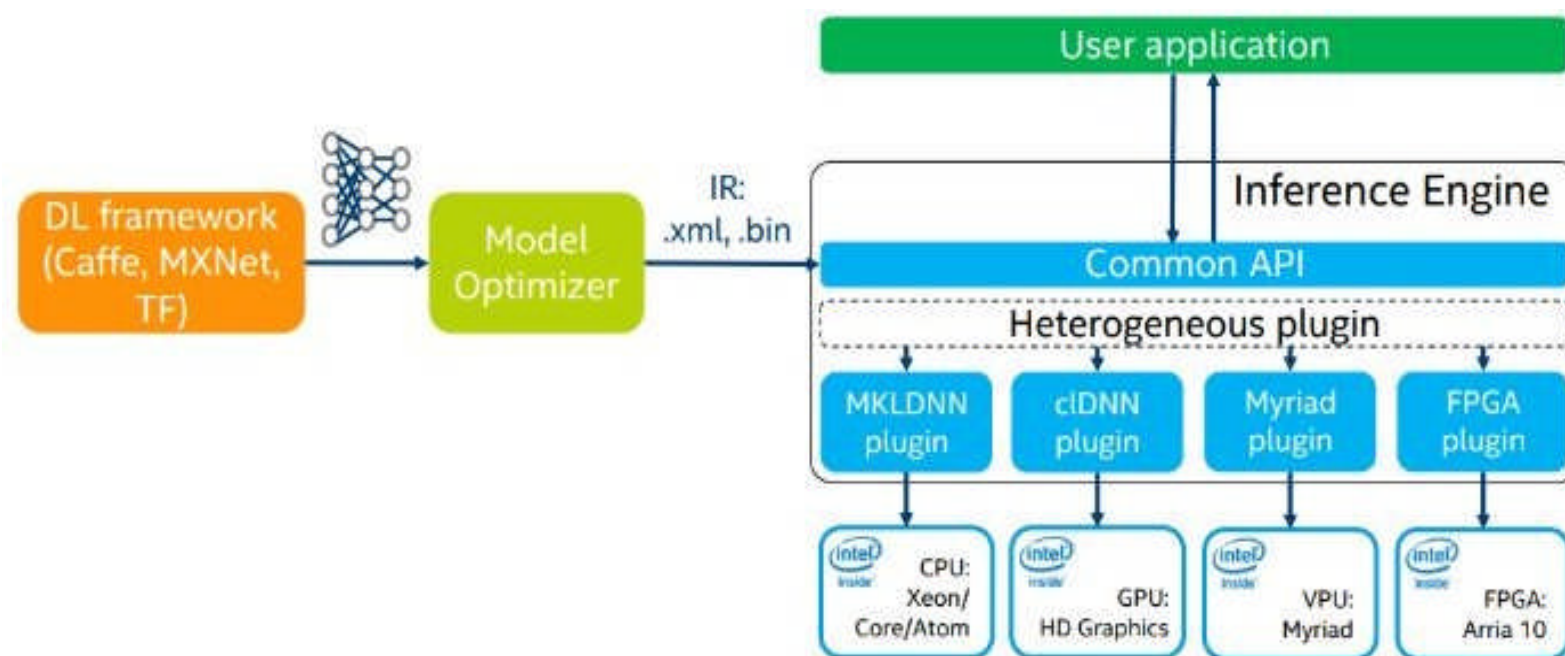 User application
DL framework
(Caffe, MXNet,
TF)
Model
Optimizer
IR:
.xml, .bin
Inference Engine
Common API
Heterogeneous plugin
MKLDNN
plugin
clDNN
plugin
Myriad
plugin
FPGA
plugin
intel
inside
CPU:
Xeon/
Core/Atom
intel
inside
GPU:
HD Graphics
intel
inside
VPU:
Myriad
intel
inside
FPGA:
Arria 10